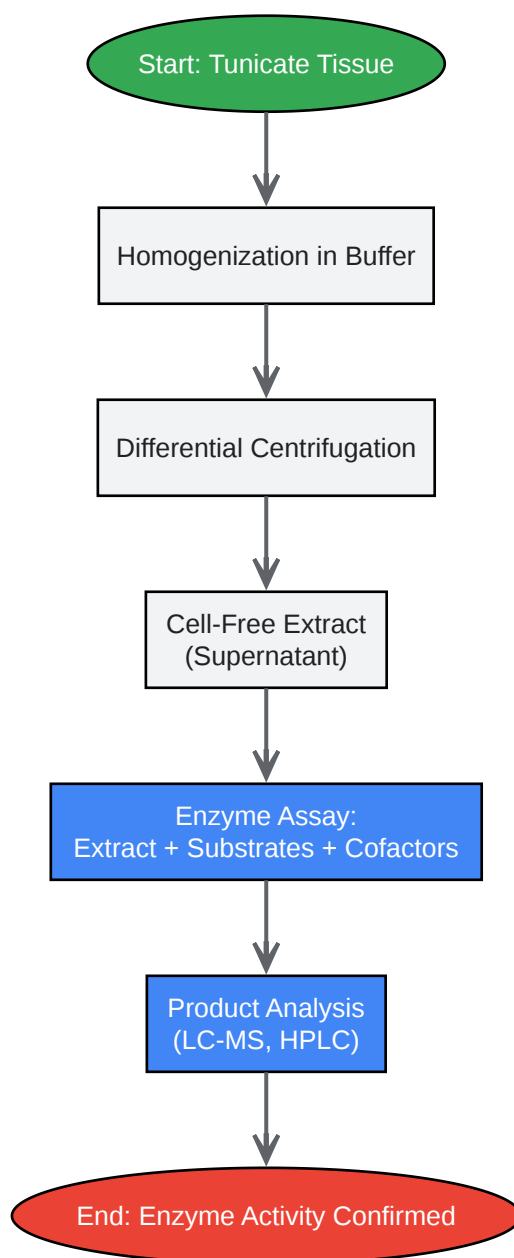 Start: Tunicate Tissue
Homogenization in Buffer
Differential Centrifugation
Cell-Free Extract
(Supernatant)
Enzyme Assay:
Extract + Substrates + Cofactors
Product Analysis
(LC-MS, HPLC)
End: Enzyme Activity Confirmed